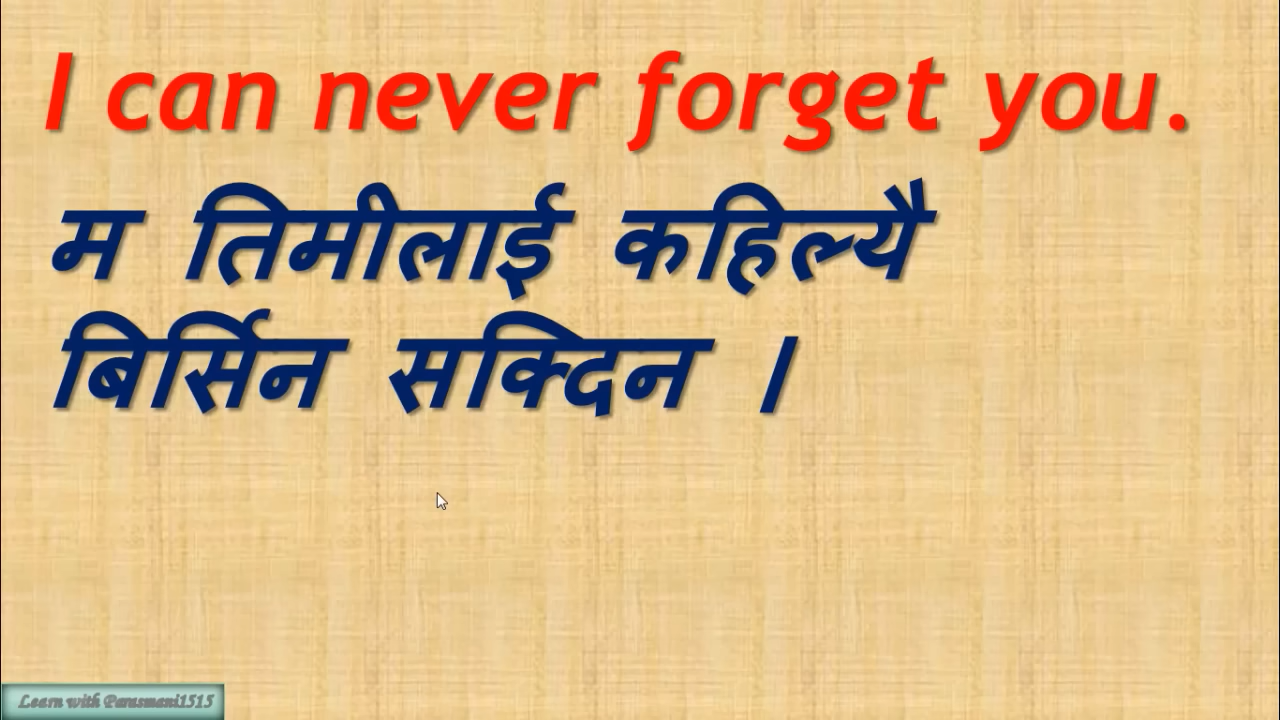 I can never forget you.
म तिमीलाई कहिल्यै
बिर्सिन सक्दिन ।
Learn with Parasmani1515